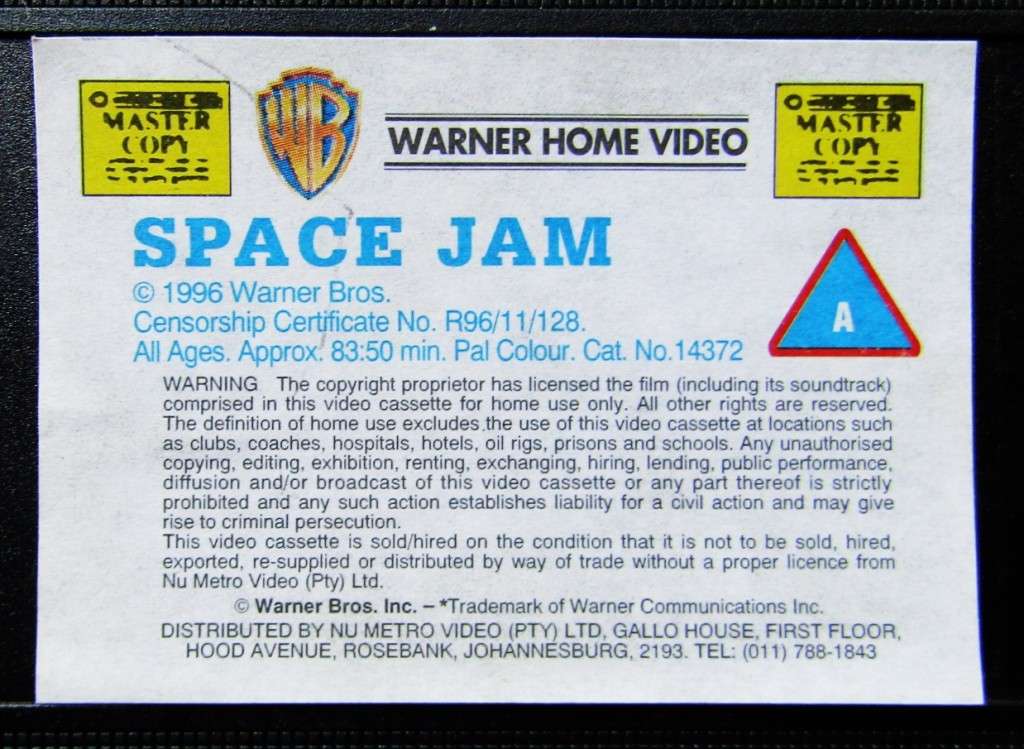 MASTER
COPY
WB
WARNER HOME VIDEO
MASTER
COPY
SPACE JAM
© 1996 Warner Bros.
Censorship Certificate No. R96/11/128.
All Ages. Approx. 83:50 min. Pal Colour. Cat. No.14372
A
WARNING The copyright proprietor has licensed the film (including its soundtrack)
comprised in this video cassette for home use only. All other rights are reserved.
The definition of home use excludes the use of this video cassette at locations such
as clubs, coaches, hospitals, hotels, oil rigs, prisons and schools. Any unauthorised
copying, editing, exhibition, renting, exchanging, hiring, lending, public performance,
diffusion and/or broadcast of this video cassette or any part thereof is strictly
prohibited and any such action establishes liability for a civil action and may give
rise to criminal persecution.
This video cassette is sold/hired on the condition that it is not to be sold, hired,
exported, re-supplied or distributed by way of trade without a proper licence from
Nu Metro Video (Pty) Ltd.
© Warner Bros. Inc. – *Trademark of Warner Communications Inc.
DISTRIBUTED BY NU METRO VIDEO (PTY) LTD, GALLO HOUSE, FIRST FLOOR,
HOOD AVENUE, ROSEBANK, JOHANNESBURG, 2193. TEL: (011) 788-1843